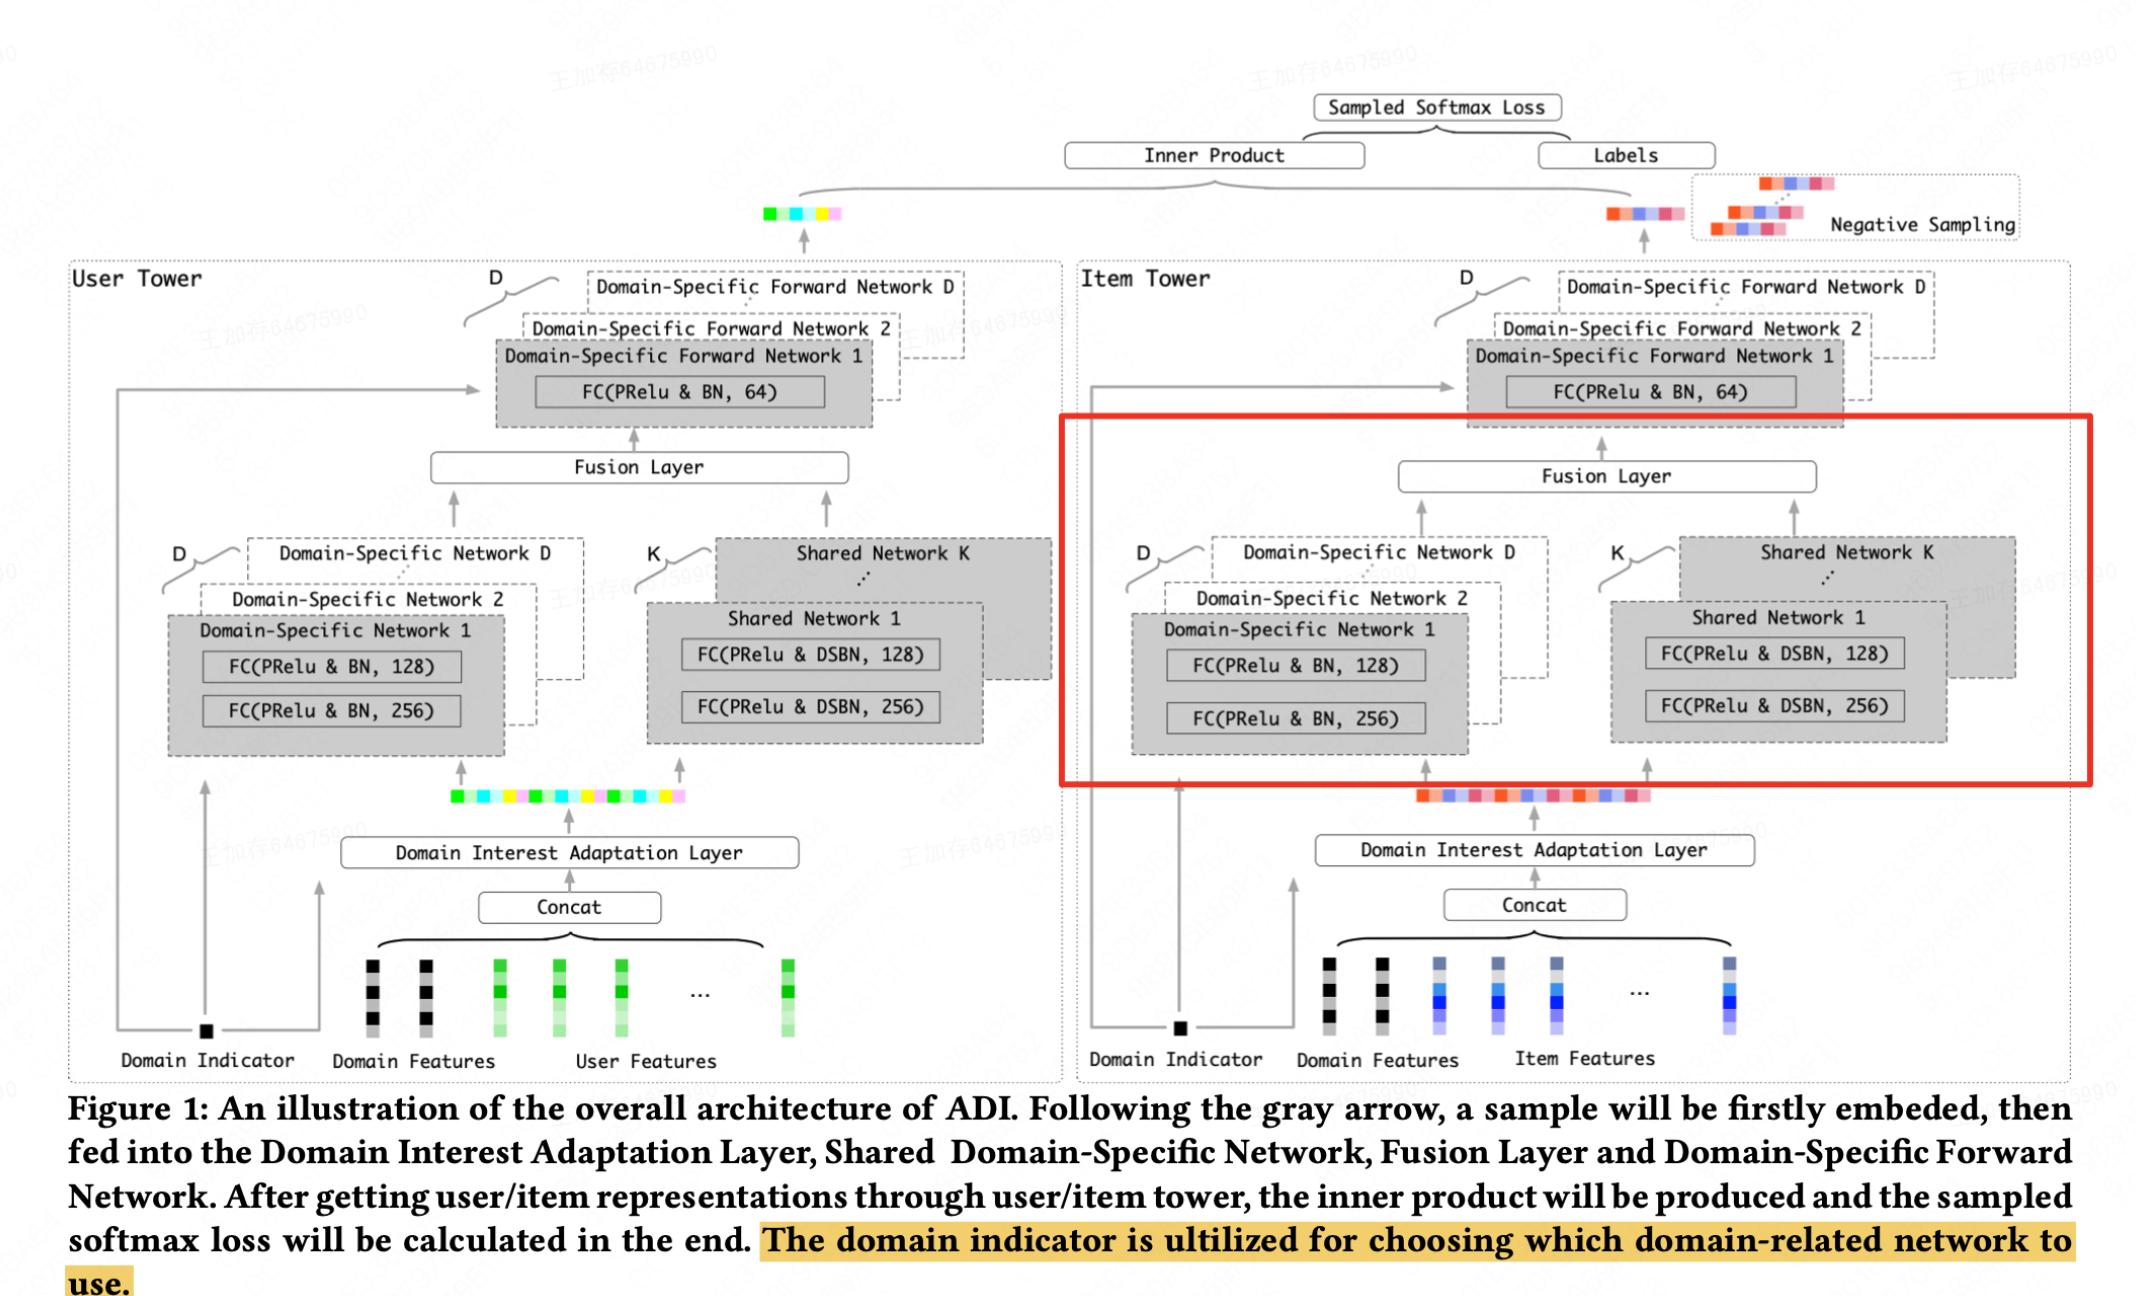 Sampled Softmax Loss
Inner Product
Labels
Negative Sampling
User Tower
D
Domain-Specific Forward Network D
Domain-Specific Forward Network 2
Domain-Specific Forward Network 1
FC(PRelu & BN, 64)
Fusion Layer
D
Domain-Specific Network D
Domain-Specific Network 2
Domain-Specific Network 1
FC(PRelu & BN, 128)
FC(PRelu & BN, 256)
K
Shared Network K
Shared Network 1
FC(PRelu & DSBN, 128)
FC(PRelu & DSBN, 256)
Domain Interest Adaptation Layer
Concat
...
Domain Indicator
Domain Features
User Features
Item Tower
D
Domain-Specific Forward Network D
Domain-Specific Forward Network 2
Domain-Specific Forward Network 1
FC(PRelu & BN, 64)
Fusion Layer
D
Domain-Specific Network D
Domain-Specific Network 2
Domain-Specific Network 1
FC(PRelu & BN, 128)
FC(PRelu & BN, 256)
K
Shared Network K
Shared Network 1
FC(PRelu & DSBN, 128)
FC(PRelu & DSBN, 256)
Domain Interest Adaptation Layer
Concat
...
Domain Indicator
Domain Features
Item Features
Figure 1: An illustration of the overall architecture of ADI. Following the gray arrow, a sample will be firstly embeded, then
fed into the Domain Interest Adaptation Layer, Shared Domain-Specific Network, Fusion Layer and Domain-Specific Forward
Network. After getting user/item representations through user/item tower, the inner product will be produced and the sampled
softmax loss will be calculated in the end. The domain indicator is ultilized for choosing which domain-related network to
use.
王加存64675990